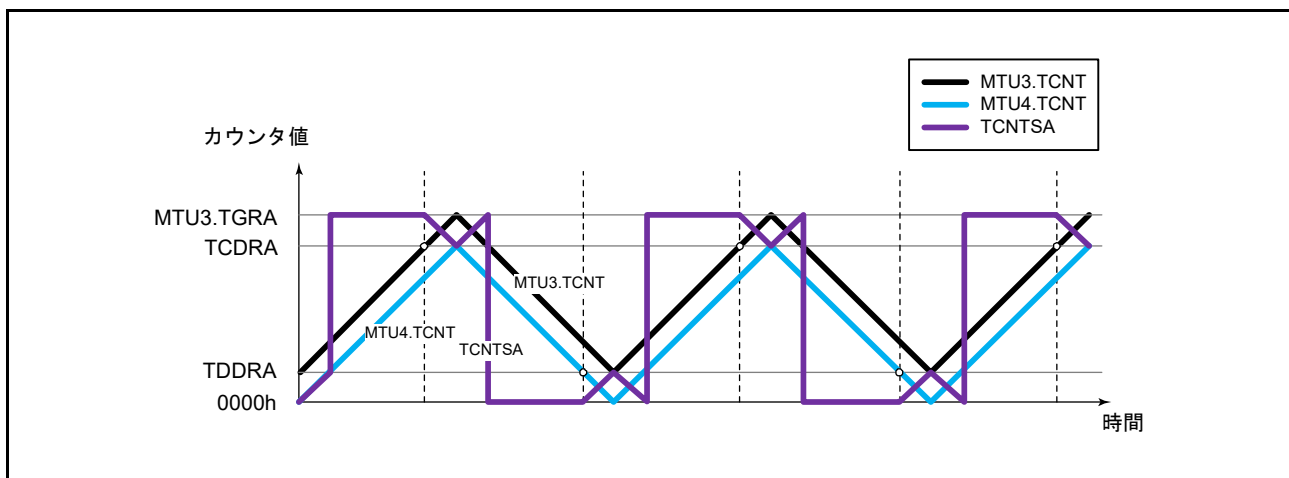 MTU3.TCNT
MTU4.TCNT
TCNTSA
カウンタ値
MTU3.TGRA
TCDRA
MTU3.TCNT
MTU4.TCNT
TCNTSA
TDDRA
0000h
時間